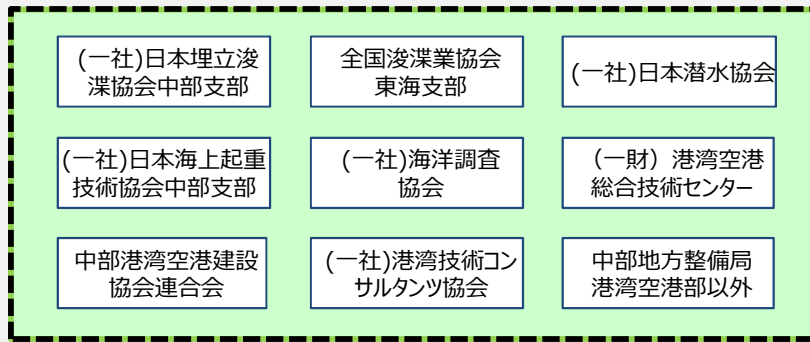 (一社)日本埋立浚
渫協会中部支部
全国浚渫業協会
東海支部
(一社)日本潜水協会
(一社)日本海上起重
技術協会中部支部
(一社)海洋調査
協会
（一財）港湾空港
総合技術センター
中部港湾空港建設
協会連合会
(一社)港湾技術コン
サルタンツ協会
中部地方整備局
港湾空港部以外